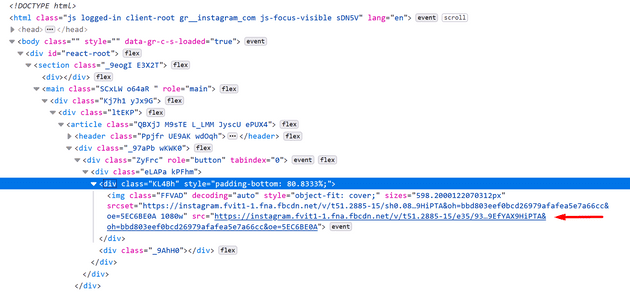 <!DOCTYPE html>
<html class="js logged-in client-root gr__instagram_com js-focus-visible sDN5V" lang="en"> event scroll
<head> ••• </head>
<body class="" style="" data-gr-c-s-loaded="true"> event
<div id="react-root"> flex
<section class="_9eogI E3X2T"> flex
<div></div> flex
<main class="SCxLW o64aR " role="main"> flex
<div class="Kj7h1 yJx9G"> flex
<div class="ltEKP"> flex
<article class="QBXjJ M9sTE L_LMM JyscU ePUX4"> flex
<header class="Ppjfr UE9AK wdOqh"> ••• </header> flex
<div class="_97aPb wKWK0"> flex
<div class="ZyFrc" role="button" tabindex="0"> event flex
<div class="eLAPa kPFhm"> flex
<div class="KL4Bh" style="padding-bottom: 80.8333%;"> flex
<img class="FFVAD" decoding="auto" style="object-fit: cover;" sizes="598.2000122070312px"
srcset="https://instagram.fvit1-1.fna.fbcdn.net/v/t51.2885-15/sh0.08…9HiPTA&oh=bbd803eef0bcd26979afafea5e7a66cc&
oe=5EC6BE0A 1080w" src="https://instagram.fvit1-1.fna.fbcdn.net/v/t51.2885-15/e35/93…9EfYAX9HiPTA&
oh=bbd803eef0bcd26979afafea5e7a66cc&oe=5EC6BE0A"> event
</div>
<div class="_9AhH0"></div> flex
</div>
</div>